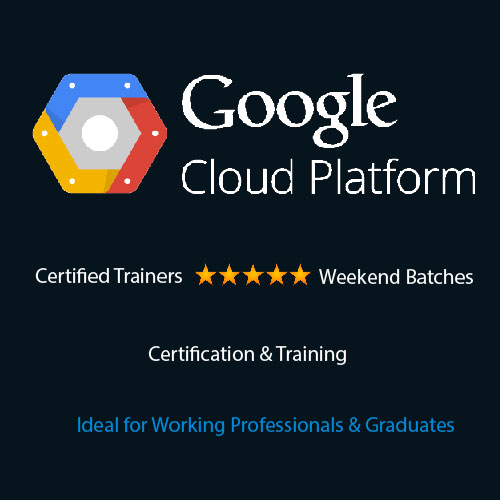 Google
Cloud Platform
Certified Trainers ★★★★★ Weekend Batches
Certification & Training
Ideal for Working Professionals & Graduates